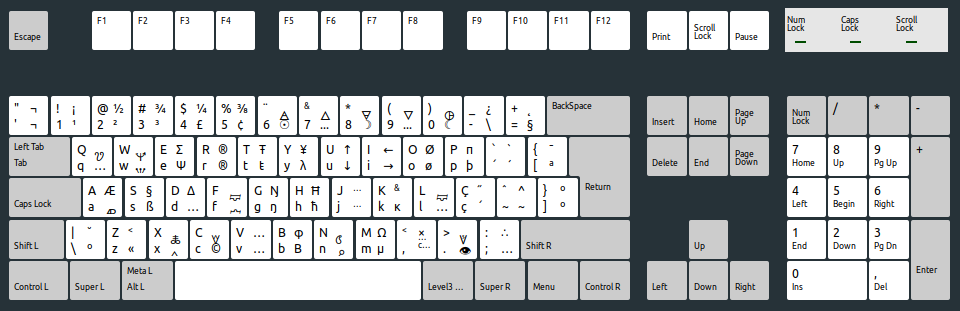 Escape F1 F2 F3 F4 F5 F6 F7 F8 F9 F10 F11 F12 Print Scroll Lock Pause Num Lock Caps Lock Scroll Lock
" ¬ ! ¡ @ ½ # ¾ $ ¼ % ⅜ ¨ & * ( ) _ ¿ + BackSpace
' ¬ 1 ¹ 2 ² 3 ³ 4 £ 5 ¢ 6 ☉ 7 … 8 ☽ 9 … 0 ☾ - \ = §
Insert Home Page Up Num Lock / * -
Left Tab Q W E Σ R ® T Ŧ Y ¥ U ↑ I ← O Ø P ` ` { ¯
Tab q … w e Ψ r ® t ŧ y λ u ↓ i → o ø p þ ´ ´ [ ª
Return
Delete End Page Down 7 Home 8 Up 9 Pg Up +
A Æ S § D Δ F G Ŋ H Ħ J … K & L Ç ˝ ˆ ^ } º
Caps Lock a s ß d … f g ŋ h ħ j … k к l … ç ´ ~ ~ ] º
4 Left 5 Begin 6 Right
| ˘ Z < X C V … B N M Ω < × > : ∴
Shift L \ º z « x c © v … b B n m µ , c… . ; … Shift R
Up 1 End 2 Down 3 Pg Dn Enter
Control L Super L Meta L Alt L Level3 … Super R Menu Control R
Left Down Right 0 Ins , Del